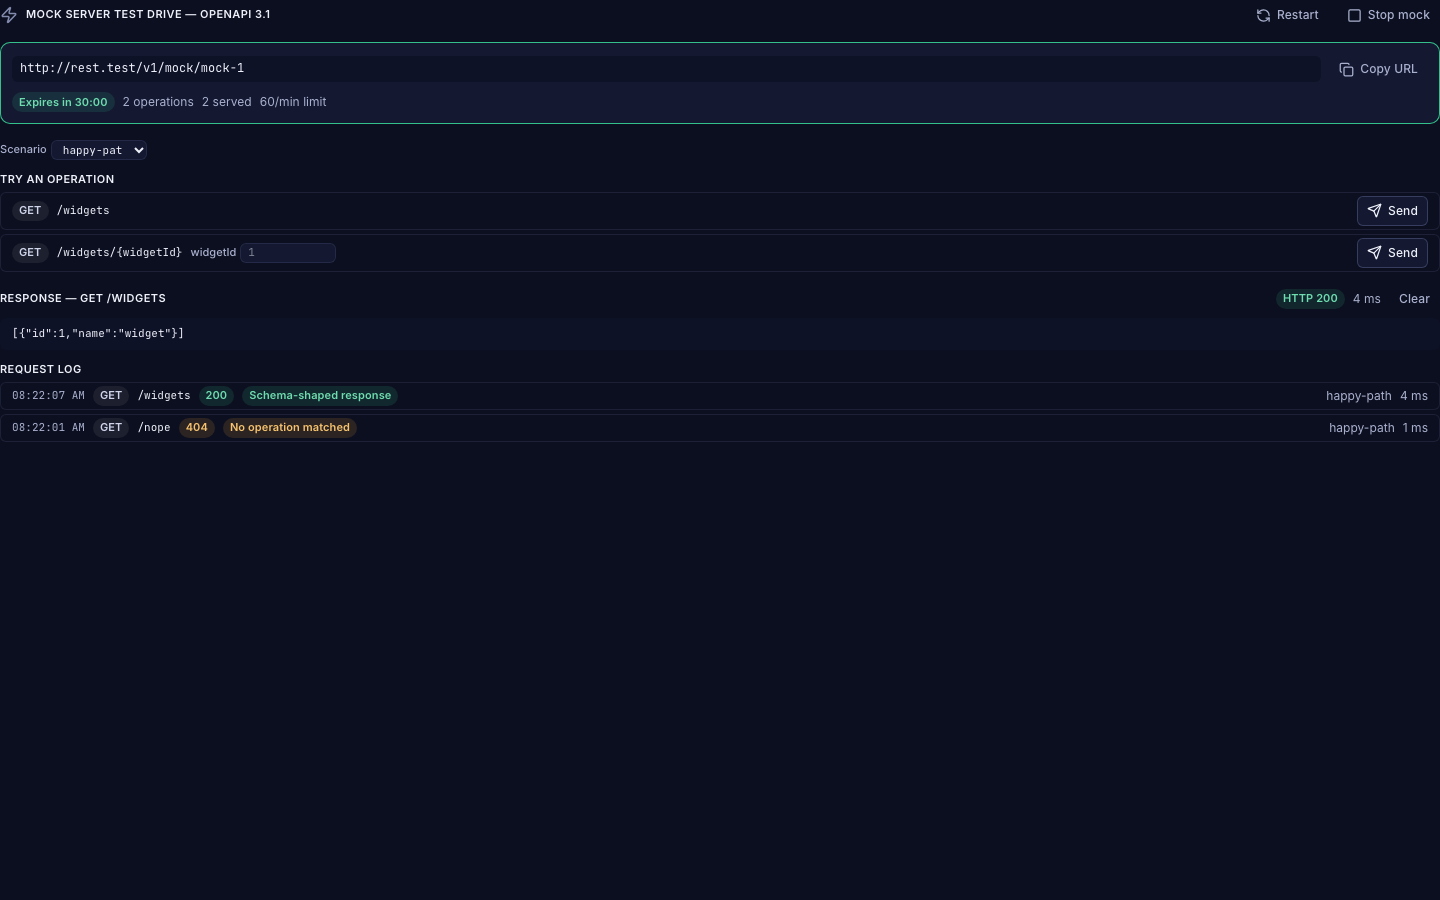 MOCK SERVER TEST DRIVE — OPENAPI 3.1 Restart Stop mock
http://rest.test/v1/mock/mock-1 Copy URL
Expires in 30:00 2 operations 2 served 60/min limit
Scenario happy-pat
TRY AN OPERATION
GET /widgets Send
GET /widgets/{widgetId} widgetId 1 Send
RESPONSE — GET /WIDGETS HTTP 200 4 ms Clear
[{"id":1,"name":"widget"}]
REQUEST LOG
08:22:07 AM GET /widgets 200 Schema-shaped response happy-path 4 ms
08:22:01 AM GET /nope 404 No operation matched happy-path 1 ms